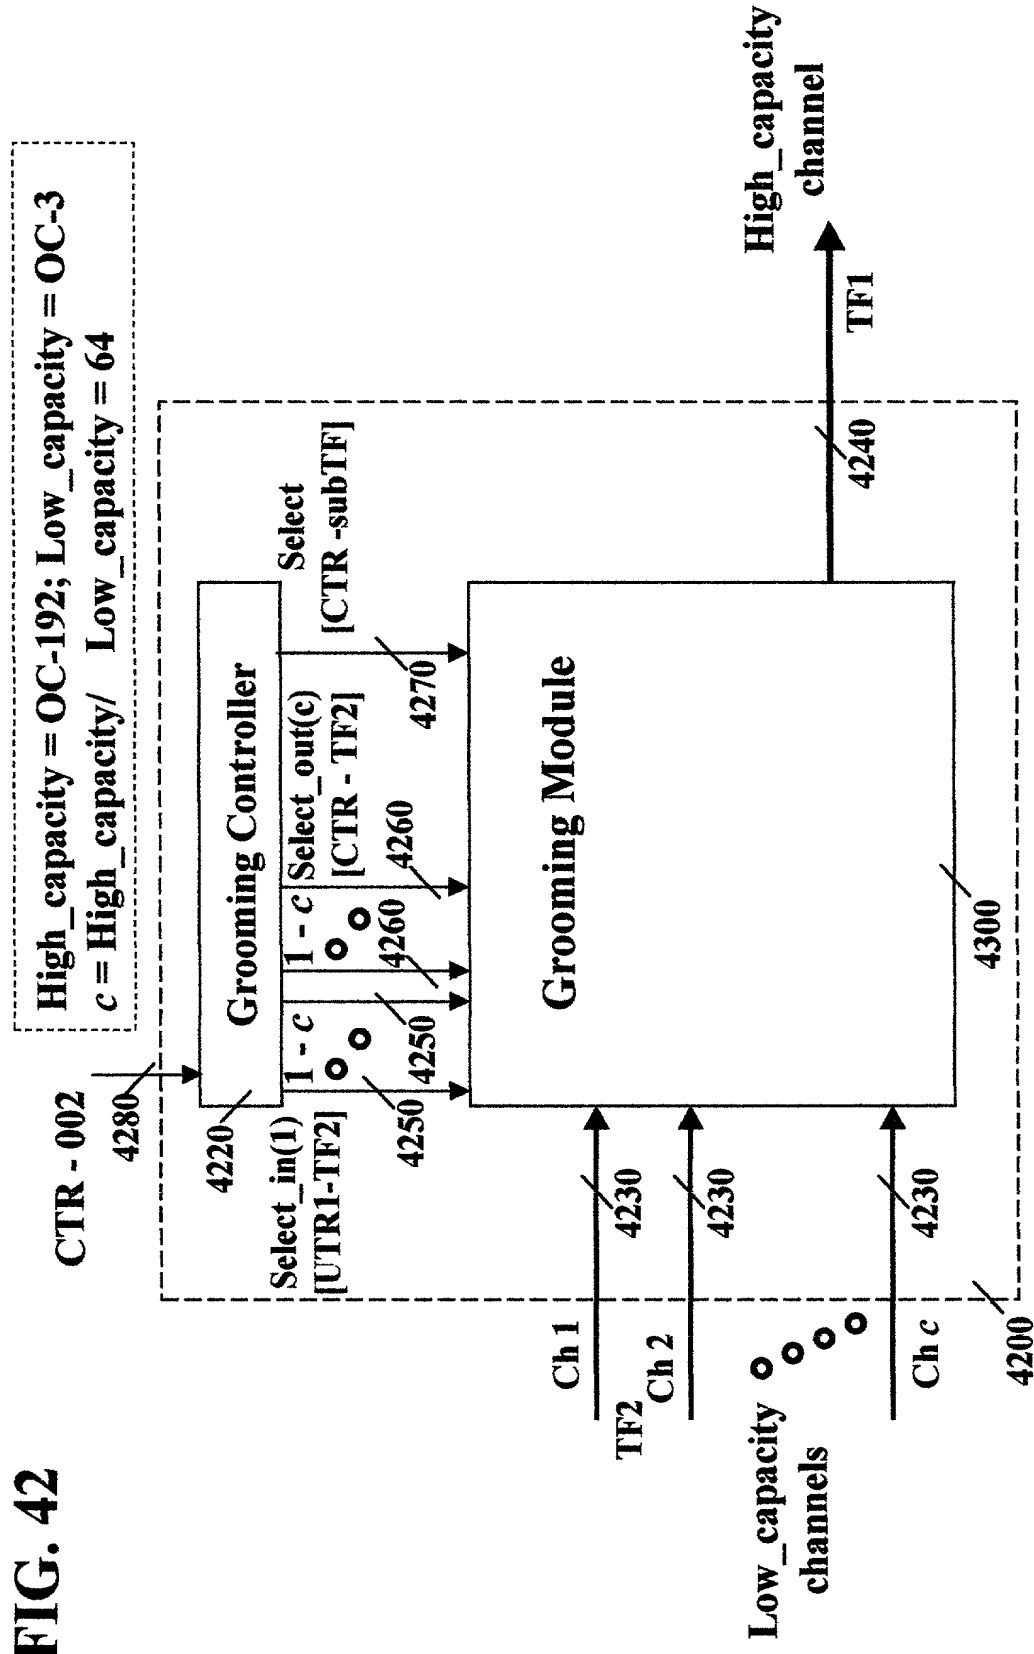 FIG. 42
High_capacity = OC-192; Low_capacity = OC-3
c = High_capacity/ Low_capacity = 64
CTR - 002
4280
4220
Grooming Controller
Select_in(1)
[UTR1-TF2]
1 - c
4250
4250
1 - c
4260
4260
Select_out(c)
[CTR - TF2]
4270
Select
[CTR -subTF]
Grooming Module
Ch 1
4230
TF2
Ch 2
4230
Low_capacity
channels
Ch c
4230
4240
TF1
High_capacity
channel
4300
4200